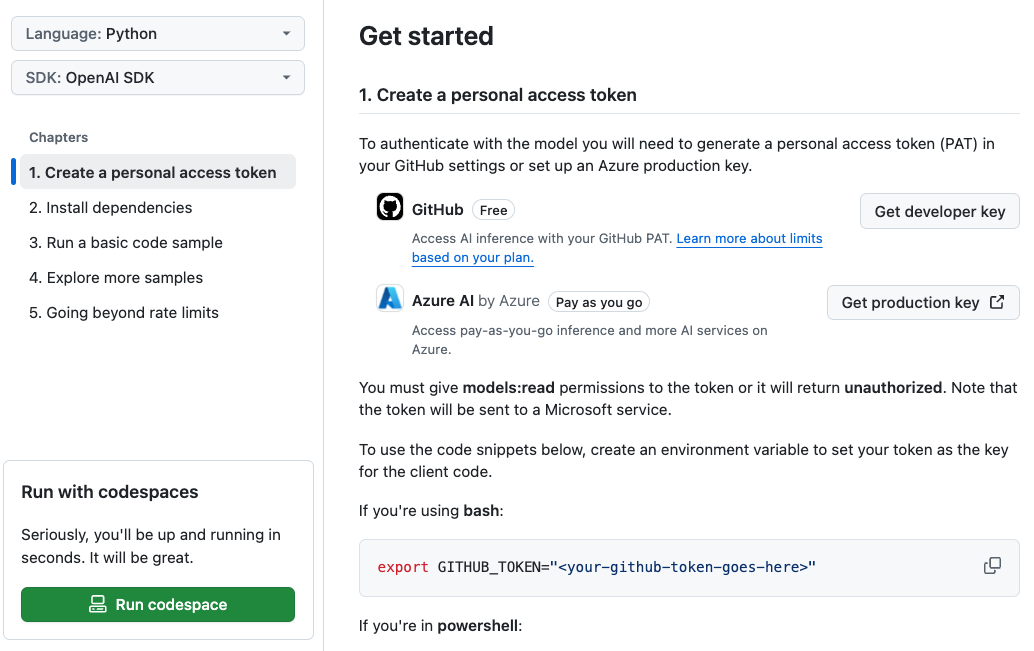 Language: Python
SDK: OpenAI SDK
Chapters
1. Create a personal access token
2. Install dependencies
3. Run a basic code sample
4. Explore more samples
5. Going beyond rate limits
Run with codespaces
Seriously, you'll be up and running in
seconds. It will be great.
Run codespace
Get started
1. Create a personal access token
To authenticate with the model you will need to generate a personal access token (PAT) in
your GitHub settings or set up an Azure production key.
GitHub Free
Get developer key
Access AI inference with your GitHub PAT. Learn more about limits
based on your plan.
Azure AI by Azure Pay as you go
Get production key
Access pay-as-you-go inference and more AI services on
Azure.
You must give models:read permissions to the token or it will return unauthorized. Note that
the token will be sent to a Microsoft service.
To use the code snippets below, create an environment variable to set your token as the key
for the client code.
If you're using bash:
export GITHUB_TOKEN="<your-github-token-goes-here>"
If you're in powershell: